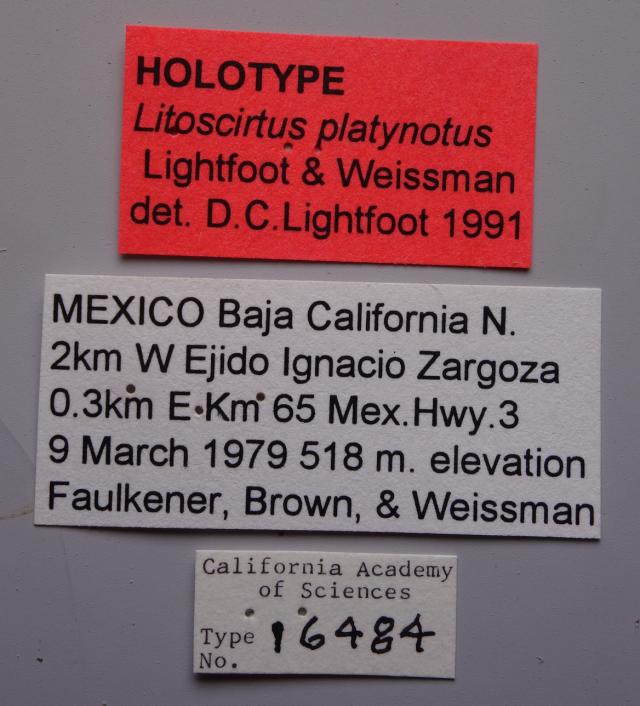 HOLOTYPE
Litoscirtus platynotus
Lightfoot & Weissman
det. D.C.Lightfoot 1991
MEXICO Baja California N.
2km W Ejido Ignacio Zargoza
0.3km E Km 65 Mex.Hwy.3
9 March 1979 518 m. elevation
Faulkener, Brown, & Weissman
California Academy
of Sciences
Type
No. 16484